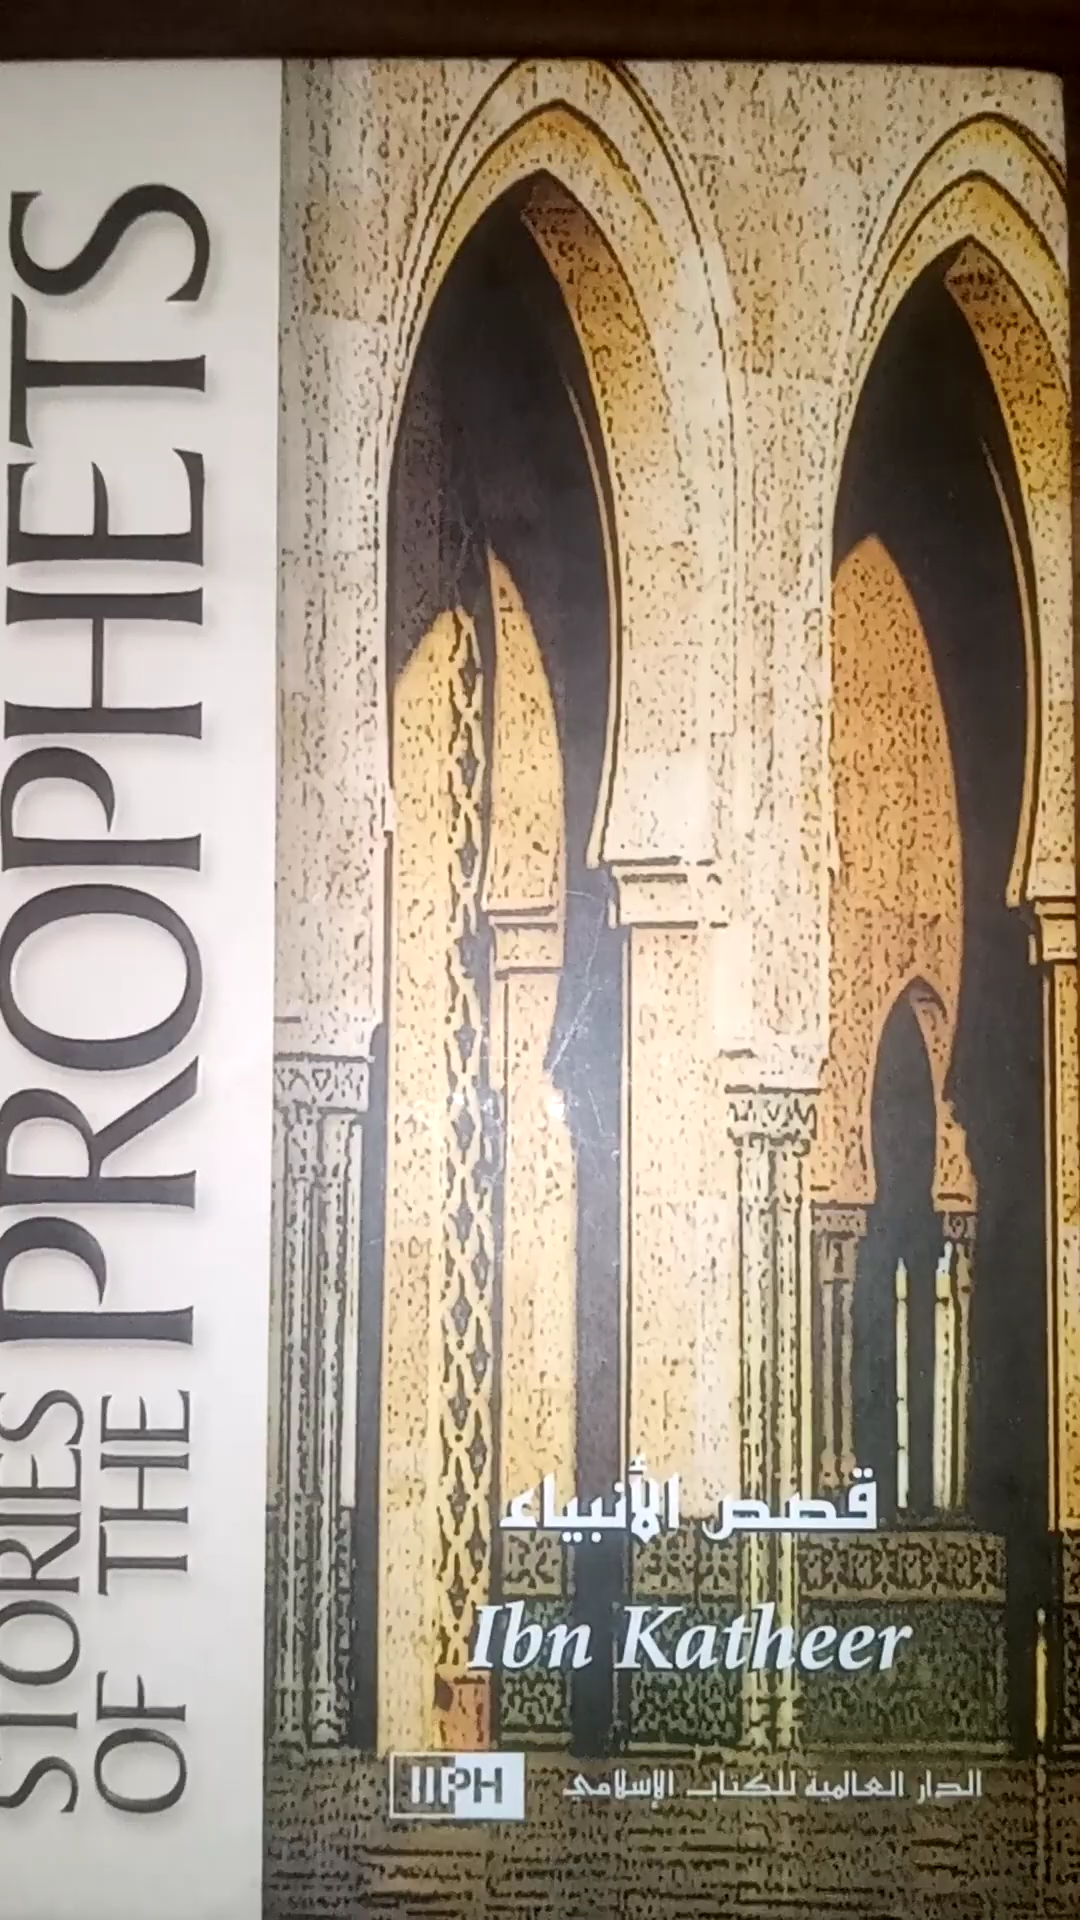 STORIES
OF THE
PROPHETS
قصص الأنبياء
Ibn Katheer
IIPH
الدار العالمية للكتاب الإسلامي